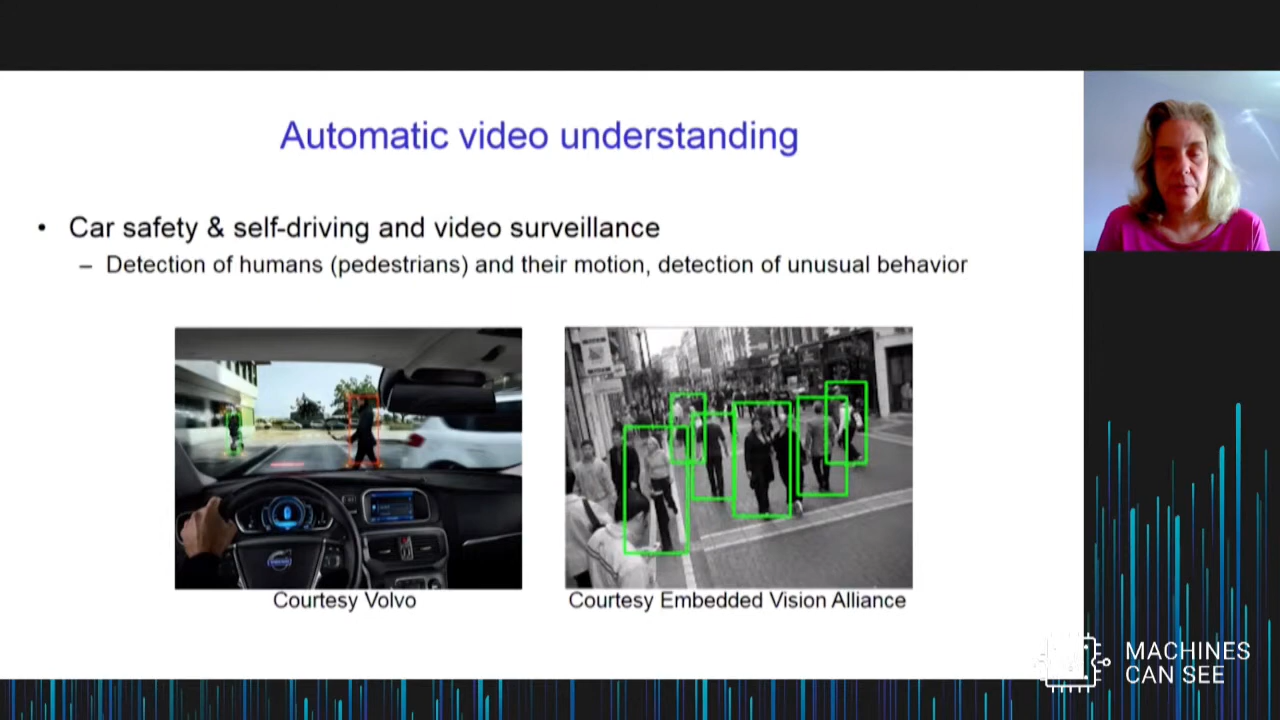 Automatic video understanding
• Car safety & self-driving and video surveillance
– Detection of humans (pedestrians) and their motion, detection of unusual behavior
Courtesy Volvo
Courtesy Embedded Vision Alliance
MACHINES
CAN SEE